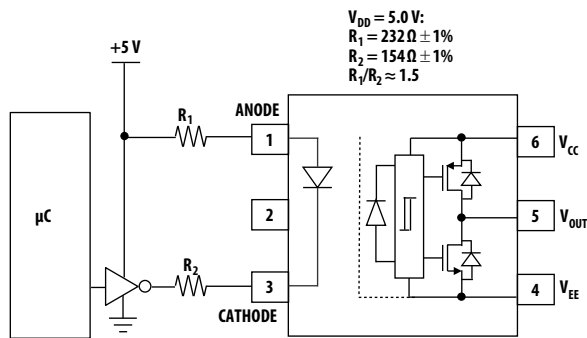 V_DD = 5.0 V:
R_1 = 232 Ω ± 1%
R_2 = 154 Ω ± 1%
R_1/R_2 ≈ 1.5
+5 V
R_1
ANODE
1
6
V_CC
µC
2
5
V_OUT
R_2
3
4
V_EE
CATHODE